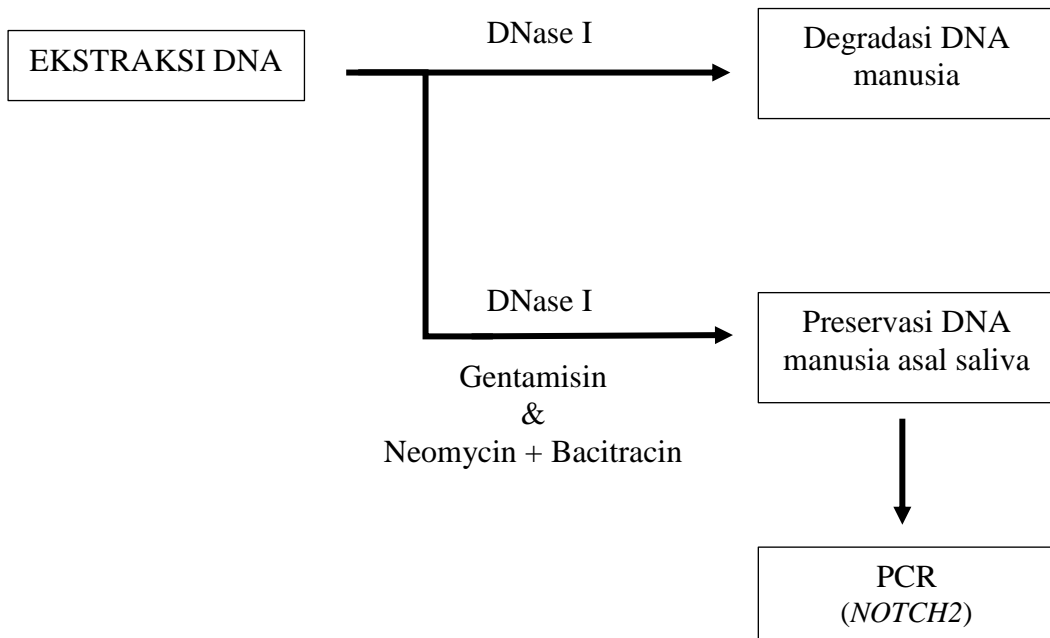 EKSTRAKSI DNA
DNase I
Degradasi DNA
manusia
DNase I
Gentamisin
&
Neomycin + Bacitracin
Preservasi DNA
manusia asal saliva
PCR
(NOTCH2)